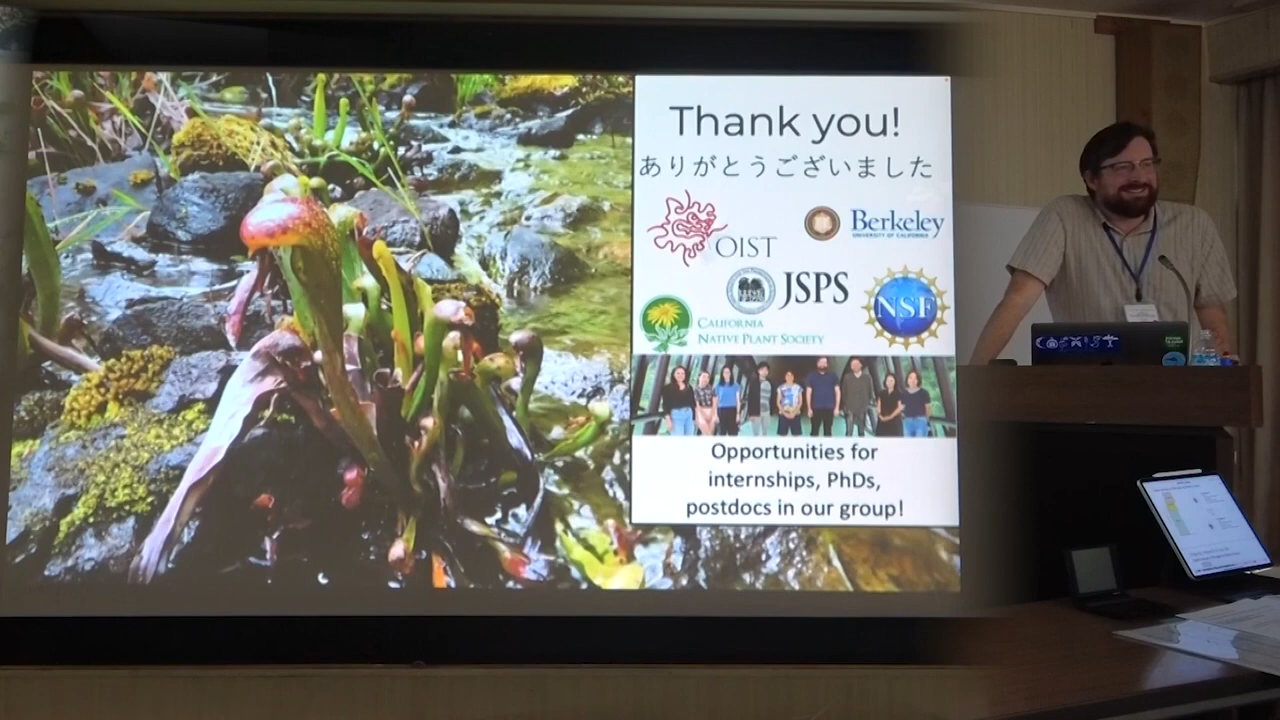 Thank you!
ありがとうございました
OIST
Berkeley
UNIVERSITY OF CALIFORNIA
JSPS
NSF
CALIFORNIA
NATIVE PLANT SOCIETY
Opportunities for
internships, PhDs,
postdocs in our group!